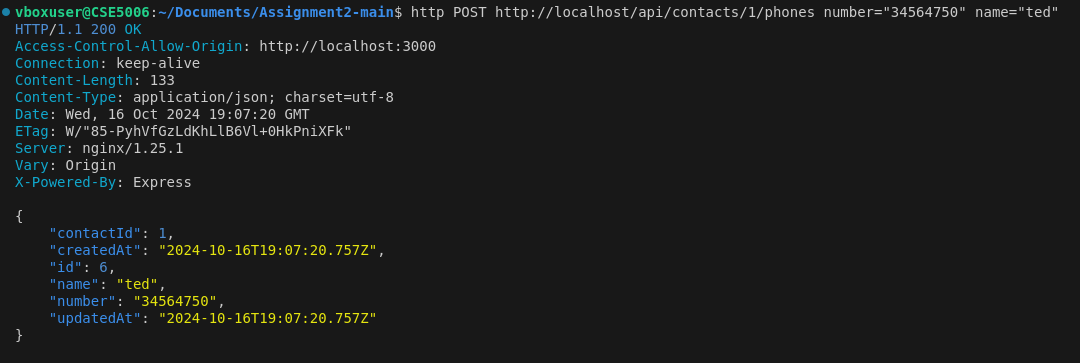 vboxuser@CSE5006:~/Documents/Assignment2-main$ http POST http://localhost/api/contacts/1/phones number="34564750" name="ted"
HTTP/1.1 200 OK
Access-Control-Allow-Origin: http://localhost:3000
Connection: keep-alive
Content-Length: 133
Content-Type: application/json; charset=utf-8
Date: Wed, 16 Oct 2024 19:07:20 GMT
ETag: W/"85-PyhVfGzLdKhLlB6Vl+0HkPniXFk"
Server: nginx/1.25.1
Vary: Origin
X-Powered-By: Express
{
    "contactId": 1,
    "createdAt": "2024-10-16T19:07:20.757Z",
    "id": 6,
    "name": "ted",
    "number": "34564750",
    "updatedAt": "2024-10-16T19:07:20.757Z"
}